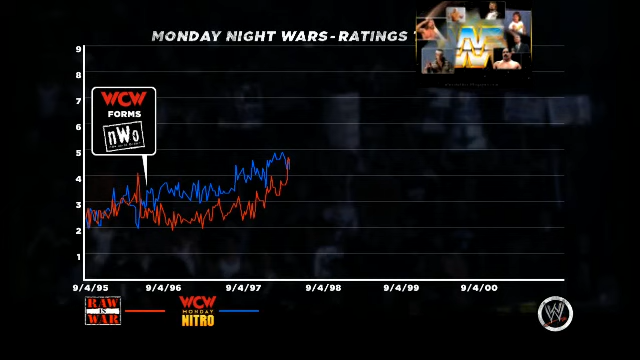 MONDAY NIGHT WARS - RATINGS
9
8
7
6
5
4
3
2
1
WCW
FORMS
nWo
9/4/95 9/4/96 9/4/97 9/4/98 9/4/99 9/4/00
RAW
IS
WAR
WCW
MONDAY
NITRO